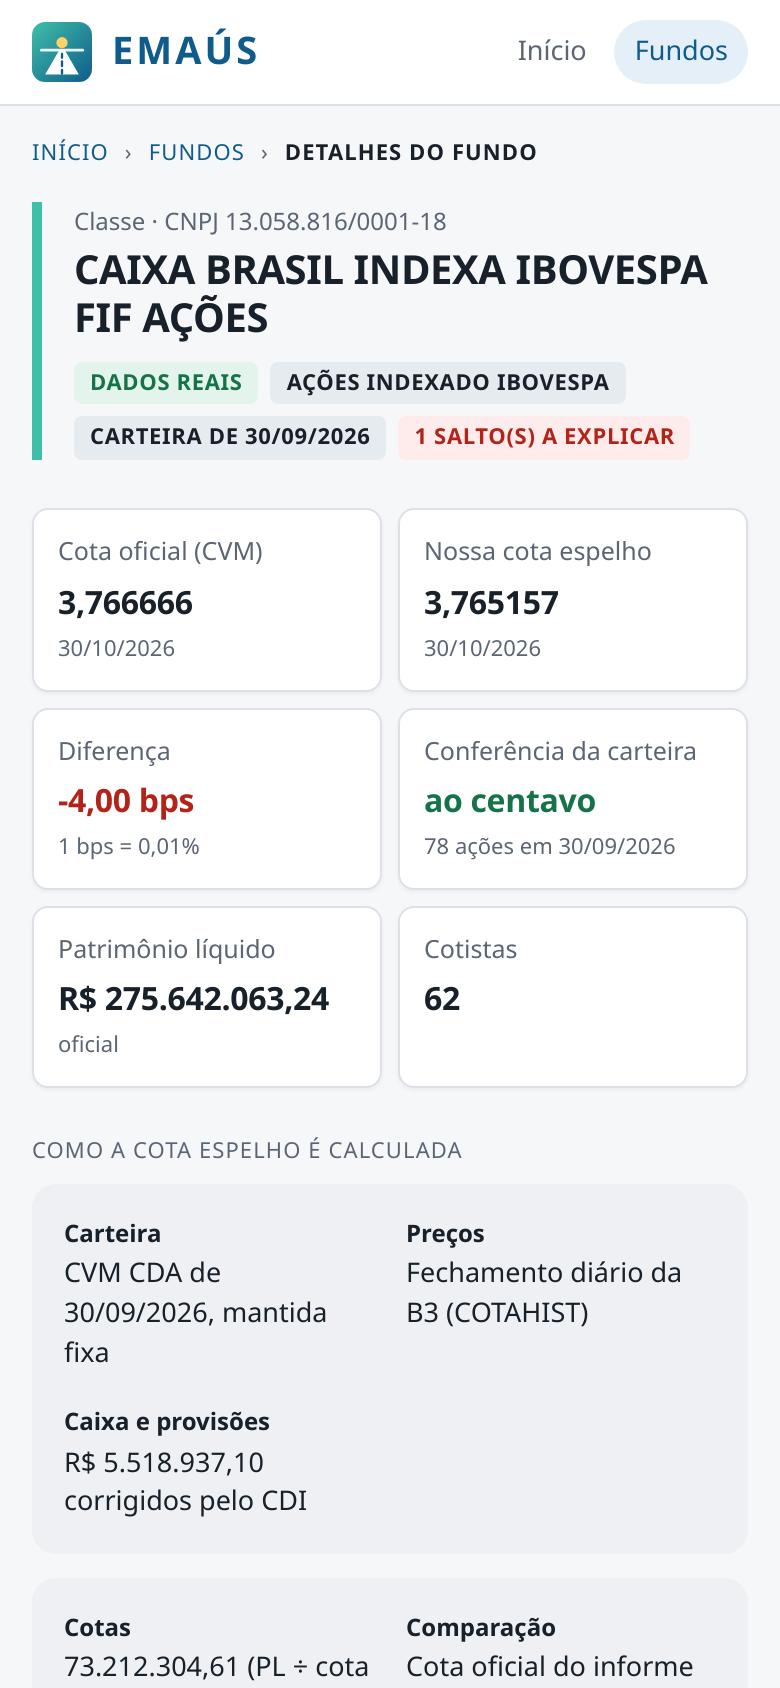 EMAÚS
Início
Fundos
INÍCIO › FUNDOS › DETALHES DO FUNDO
Classe · CNPJ 13.058.816/0001-18
CAIXA BRASIL INDEXA IBOVESPA
FIF AÇÕES
DADOS REAIS
AÇÕES INDEXADO IBOVESPA
CARTEIRA DE 30/09/2026
1 SALTO(S) A EXPLICAR
Cota oficial (CVM)
3,766666
30/10/2026
Nossa cota espelho
3,765157
30/10/2026
Diferença
-4,00 bps
1 bps = 0,01%
Conferência da carteira
ao centavo
78 ações em 30/09/2026
Patrimônio líquido
R$ 275.642.063,24
oficial
Cotistas
62
COMO A COTA ESPELHO É CALCULADA
Carteira
CVM CDA de
30/09/2026, mantida
fixa
Preços
Fechamento diário da
B3 (COTAHIST)
Caixa e provisões
R$ 5.518.937,10
corrigidos pelo CDI
Cotas
73.212.304,61 (PL ÷ cota
Comparação
Cota oficial do informe